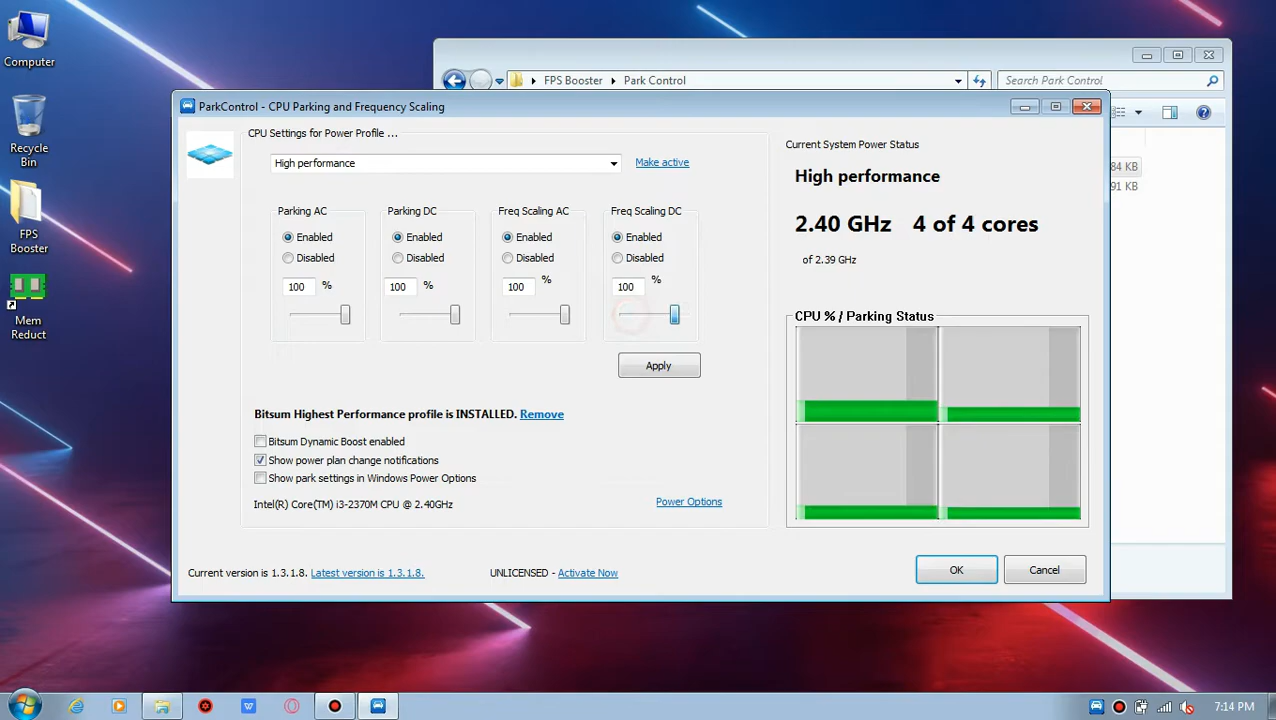 Computer
Recycle
Bin
FPS
Booster
Mem
Reduct
FPS Booster
Park Control
Search Park Control
84 KB
91 KB
ParkControl - CPU Parking and Frequency Scaling
CPU Settings for Power Profile ...
High performance
Make active
Parking AC
Enabled
Disabled
100 %
Parking DC
Enabled
Disabled
100 %
Freq Scaling AC
Enabled
Disabled
100 %
Freq Scaling DC
Enabled
Disabled
100 %
Apply
Bitsum Highest Performance profile is INSTALLED. Remove
Bitsum Dynamic Boost enabled
Show power plan change notifications
Show park settings in Windows Power Options
Intel(R) Core(TM) i3-2370M CPU @ 2.40GHz
Power Options
Current System Power Status
High performance
2.40 GHz 4 of 4 cores
of 2.39 GHz
CPU % / Parking Status
Current version is 1.3.1.8. Latest version is 1.3.1.8.
UNLICENSED - Activate Now
OK
Cancel
7:14 PM